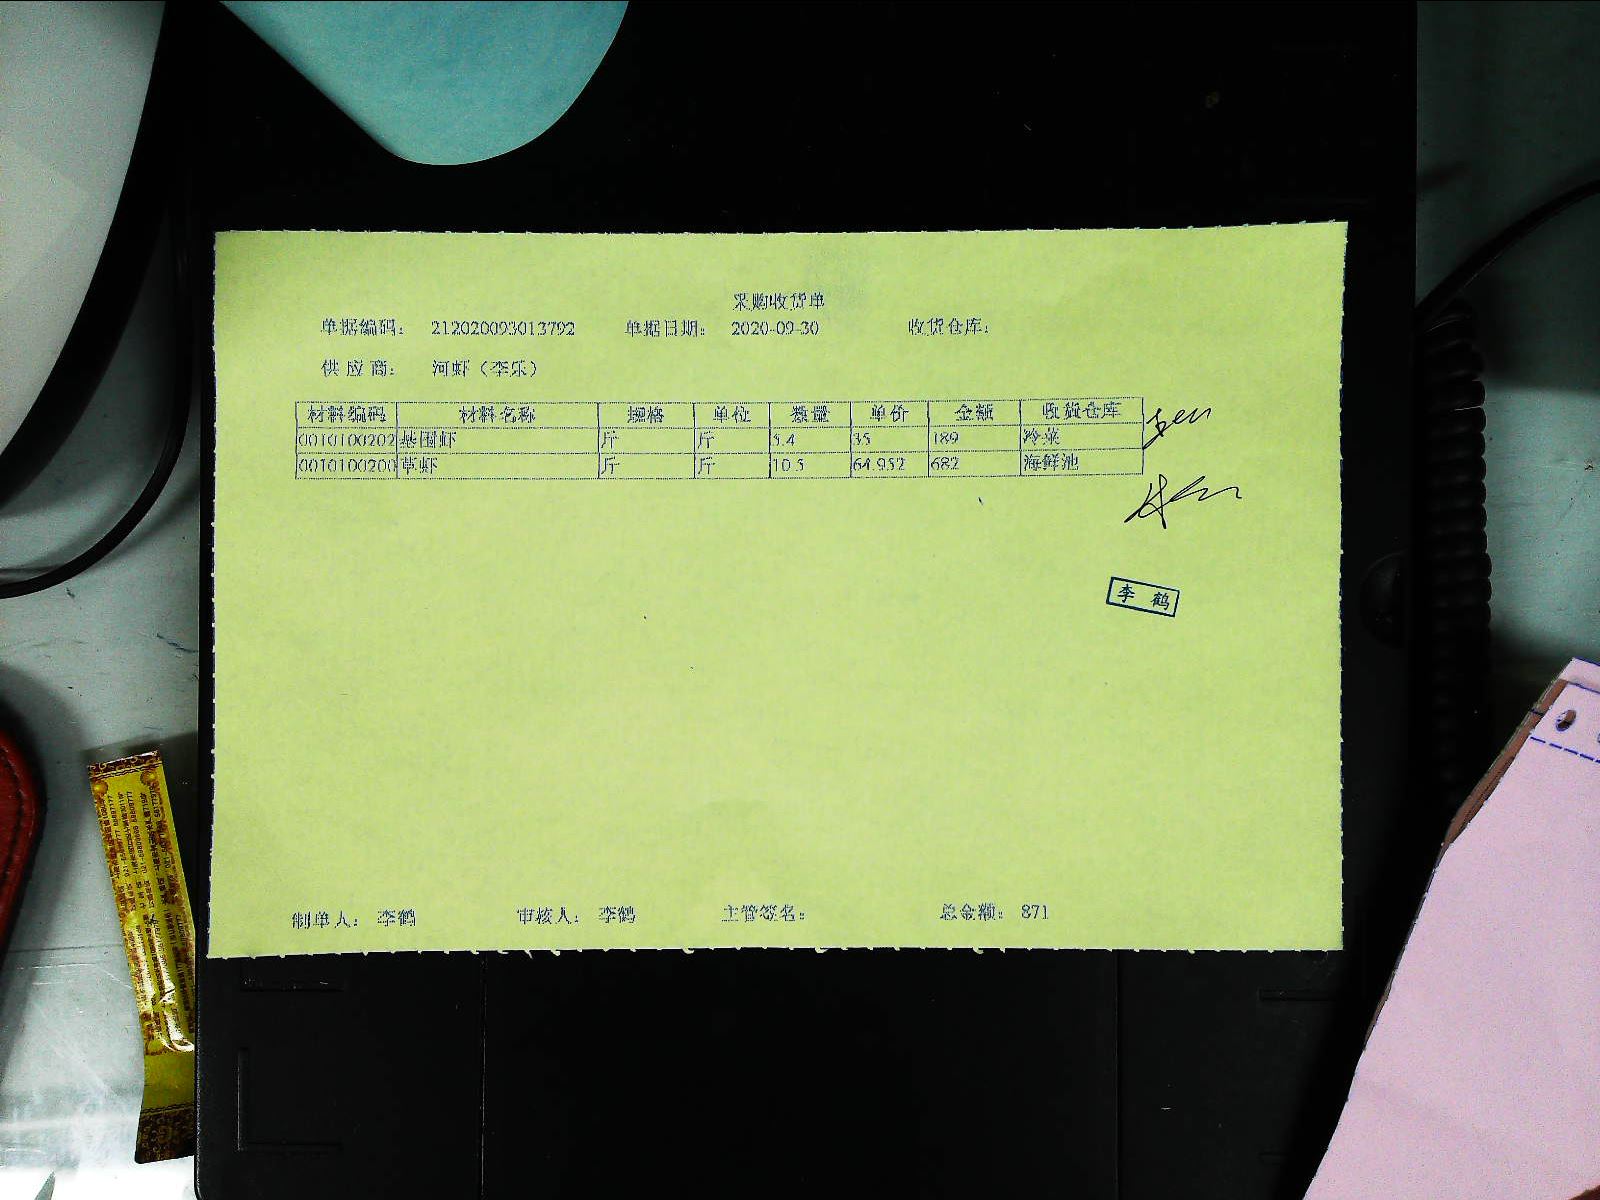 采购收货单
单据编码： 212020093013792 单据日期： 2020-09-30 收货仓库：
供 应 商： 河虾（李乐）
材料编码 材料名称 规格 单位 数量 单价 金额 收货仓库
0010100202 基围虾 斤 斤 5.4 35 189 冷菜
0010100200 草虾 斤 斤 10.5 64.952 682 海鲜池
李 鹤
制单人： 李鹤 审核人： 李鹤 主管签名： 总金额： 871